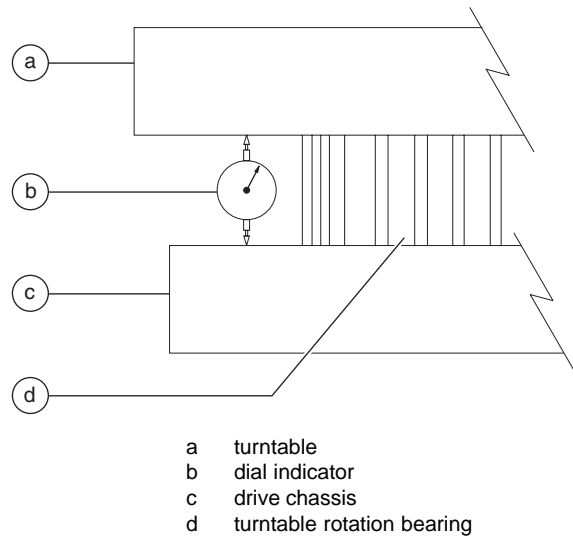 a
b
c
d
a turntable
b dial indicator
c drive chassis
d turntable rotation bearing